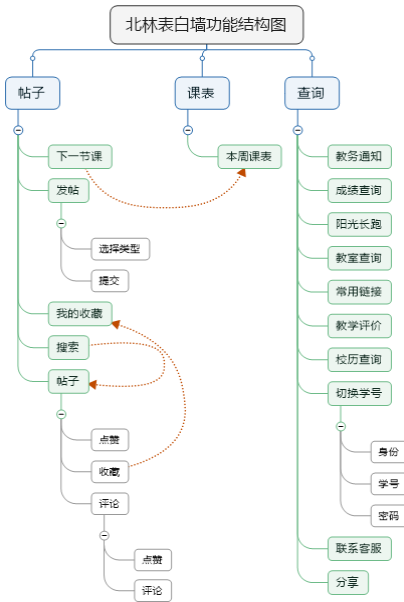 北林表白墙功能结构图
帖子
课表
查询
下一节课
本周课表
教务通知
发帖
成绩查询
选择类型
阳光长跑
提交
教室查询
常用链接
我的收藏
教学评价
搜索
校历查询
帖子
切换学号
点赞
身份
收藏
学号
评论
密码
点赞
联系客服
评论
分享